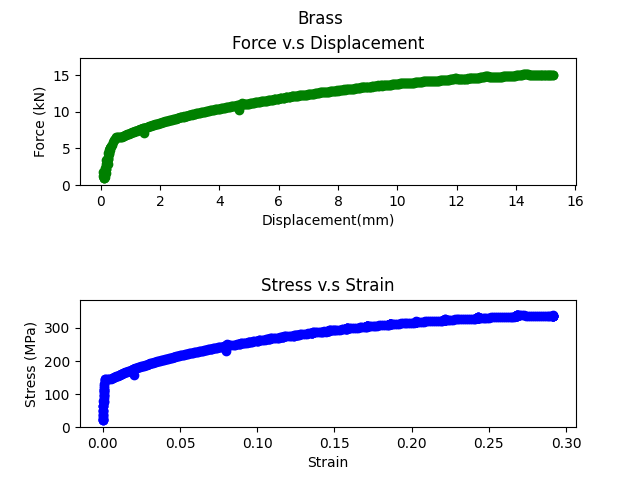 Brass
Force v.s Displacement
Force (kN)
15
10
5
0
0 2 4 6 8 10 12 14 16
Displacement(mm)
Stress v.s Strain
Stress (MPa)
300
200
100
0
0.00 0.05 0.10 0.15 0.20 0.25 0.30
Strain